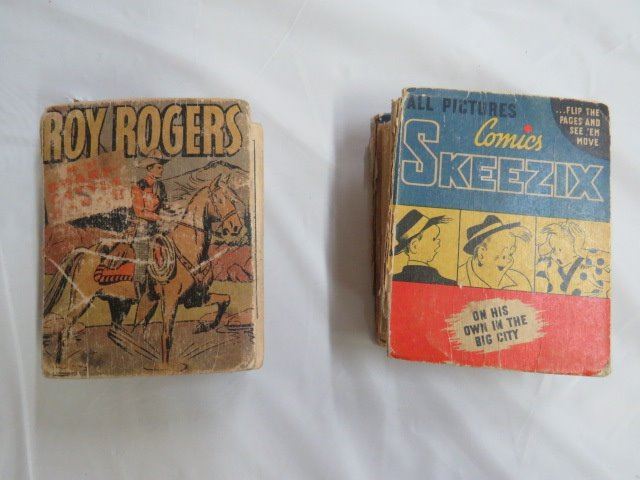 ROY ROGERS
ALL PICTURES
Comics
SKEEZIX
...FLIP THE
PAGES AND
SEE 'EM
MOVE
ON HIS
OWN IN THE
BIG CITY